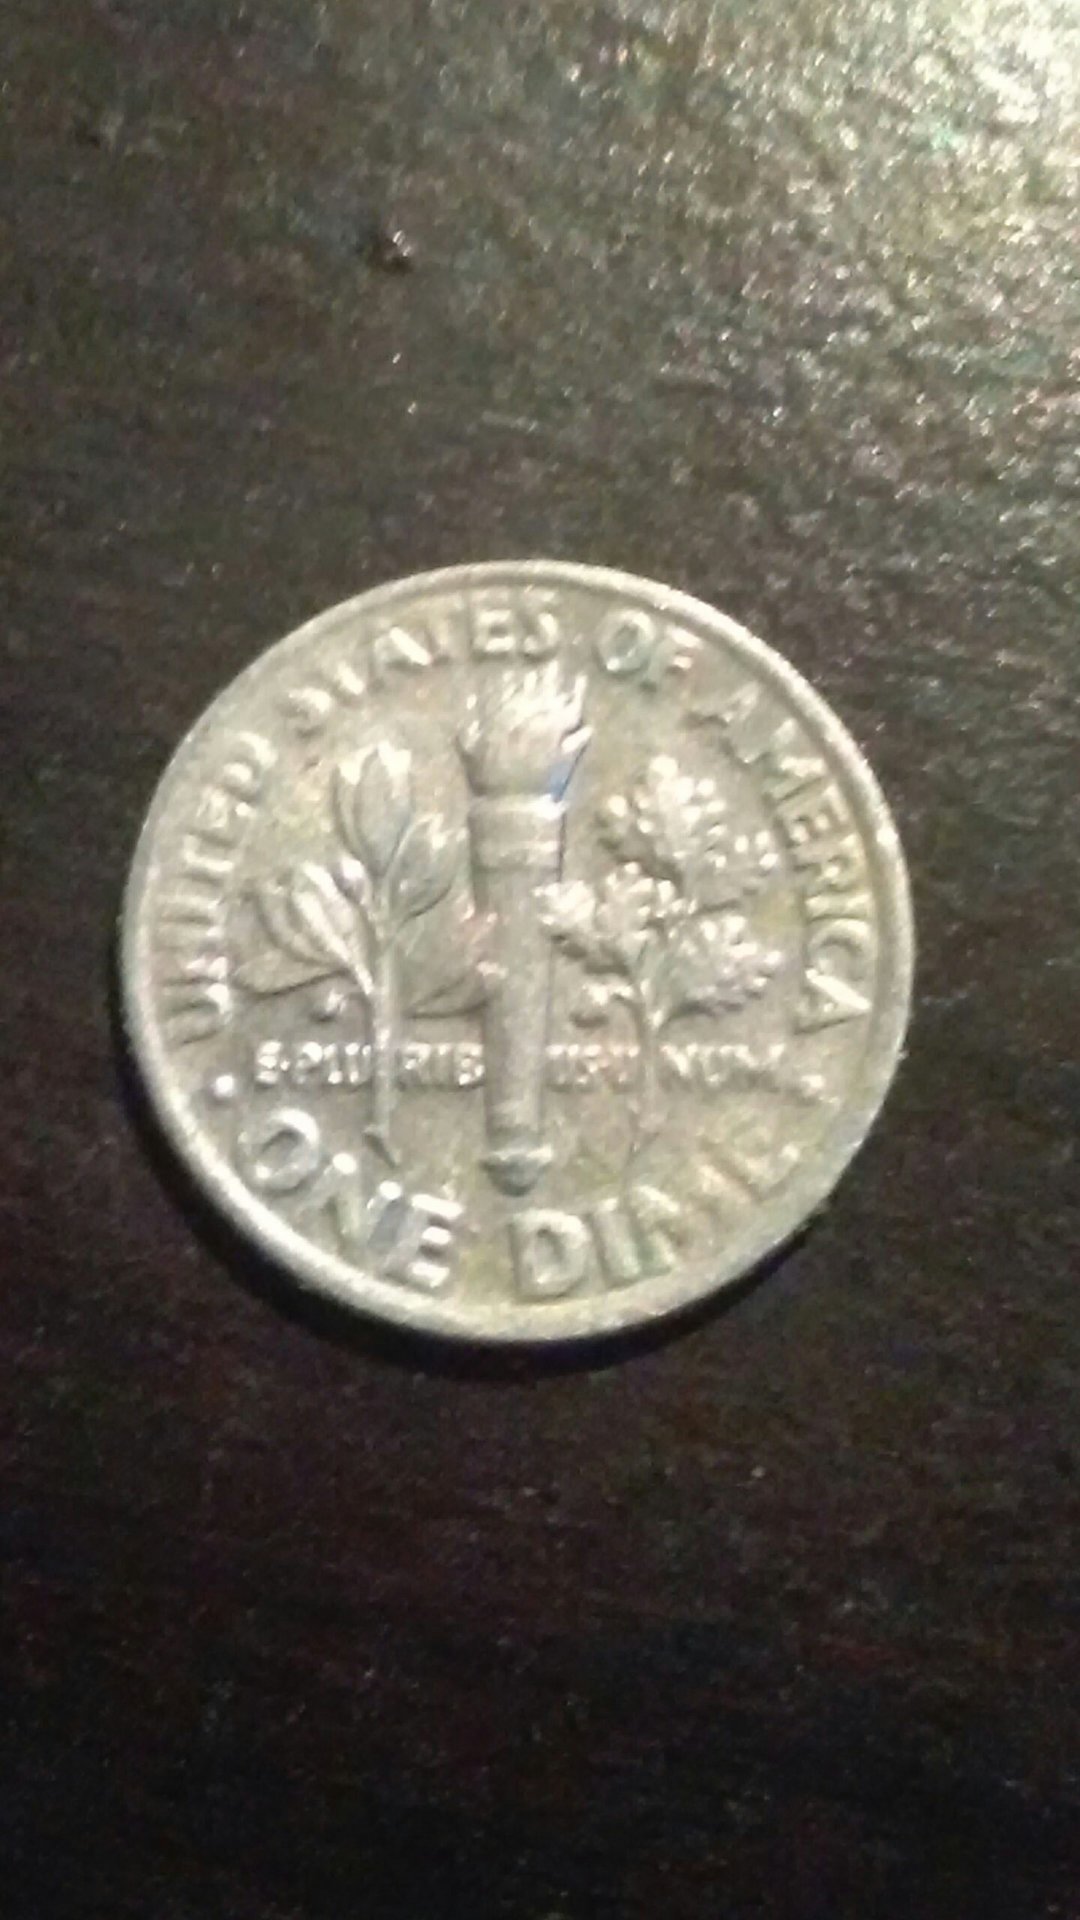 UNITED STATES OF AMERICA
E PLURIBUS UNUM
ONE DIME